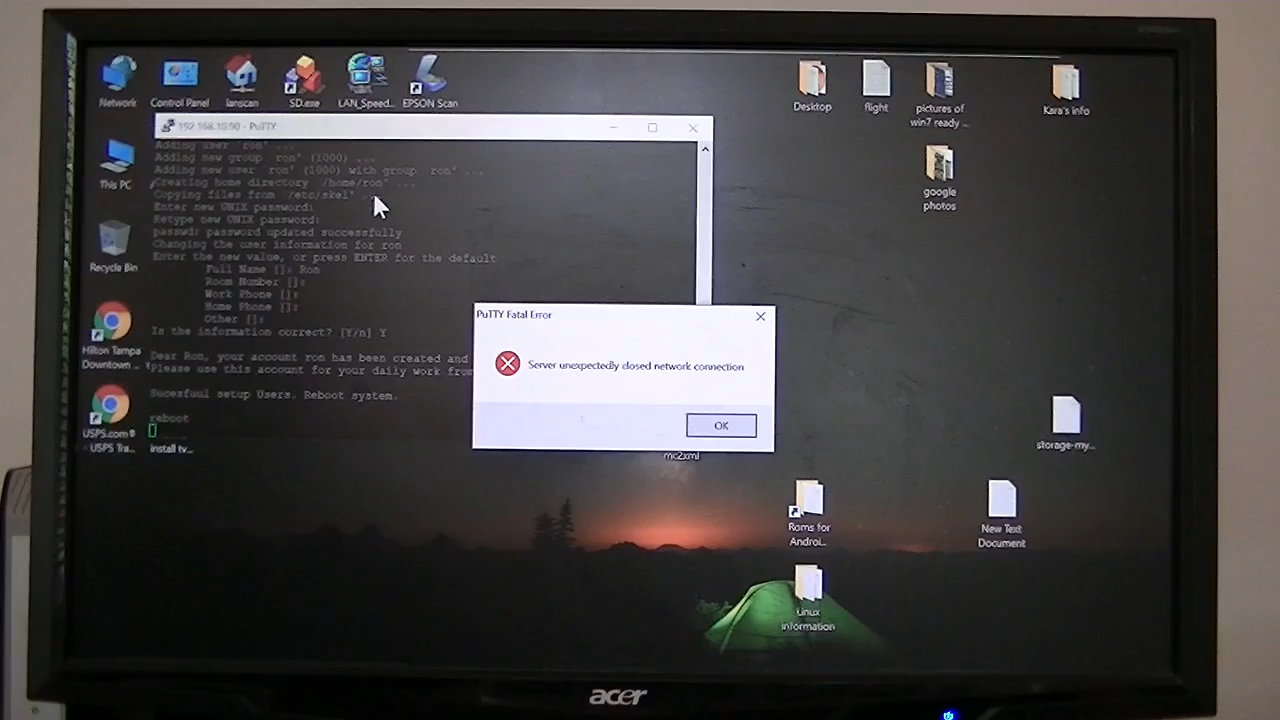 Network
Control Panel
lanscan
SD.exe
LAN_Speed...
EPSON Scan
Desktop
flight
pictures of
win7 ready ...
Kara's info
192.168.10.90 - PuTTY
Adding user `ron' ...
Adding new group `ron' (1000) ...
Adding new user `ron' (1000) with group `ron' ...
Creating home directory `/home/ron' ...
Copying files from `/etc/skel' ...
Enter new UNIX password:
Retype new UNIX password:
passwd: password updated successfully
Changing the user information for ron
Enter the new value, or press ENTER for the default
Full Name []: Ron
Room Number []:
Work Phone []:
Home Phone []:
Other []:
Is the information correct? [Y/n] Y
Dear Ron, your account ron has been created and
Please use this account for your daily work from
Sucesfuul setup Users. Reboot system.
reboot
This PC
Recycle Bin
Hilton Tampa
Downtown ...
USPS.com®
- USPS Tra...
install tv...
google
photos
PuTTY Fatal Error
Server unexpectedly closed network connection
OK
mc2xml
storage-my...
Roms for
Androi...
New Text
Document
Linux
information
acer